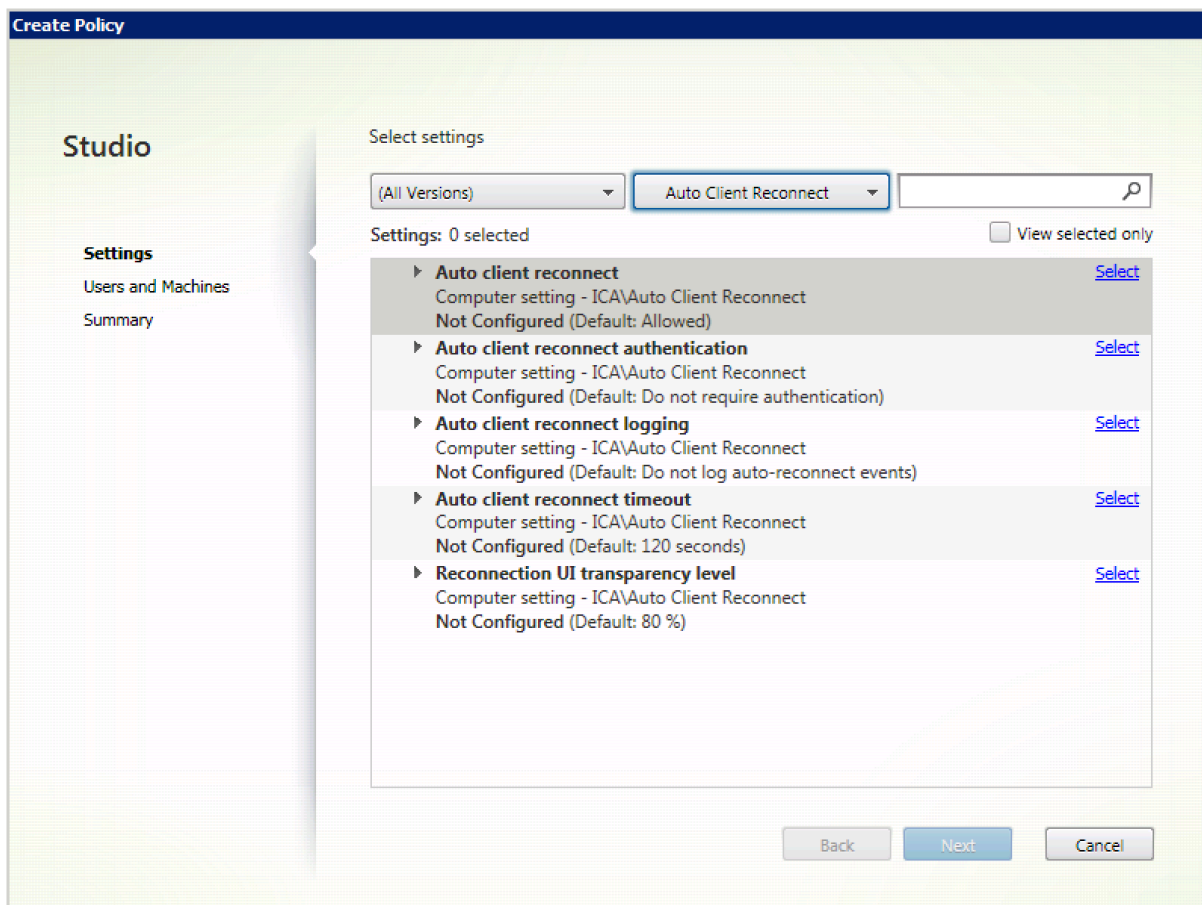 Create Policy
Studio
Settings
Users and Machines
Summary
Select settings
(All Versions)
Auto Client Reconnect
Settings: 0 selected
View selected only
Auto client reconnect
Select
Computer setting - ICA\Auto Client Reconnect
Not Configured (Default: Allowed)
Auto client reconnect authentication
Select
Computer setting - ICA\Auto Client Reconnect
Not Configured (Default: Do not require authentication)
Auto client reconnect logging
Select
Computer setting - ICA\Auto Client Reconnect
Not Configured (Default: Do not log auto-reconnect events)
Auto client reconnect timeout
Select
Computer setting - ICA\Auto Client Reconnect
Not Configured (Default: 120 seconds)
Reconnection UI transparency level
Select
Computer setting - ICA\Auto Client Reconnect
Not Configured (Default: 80 %)
Back
Next
Cancel